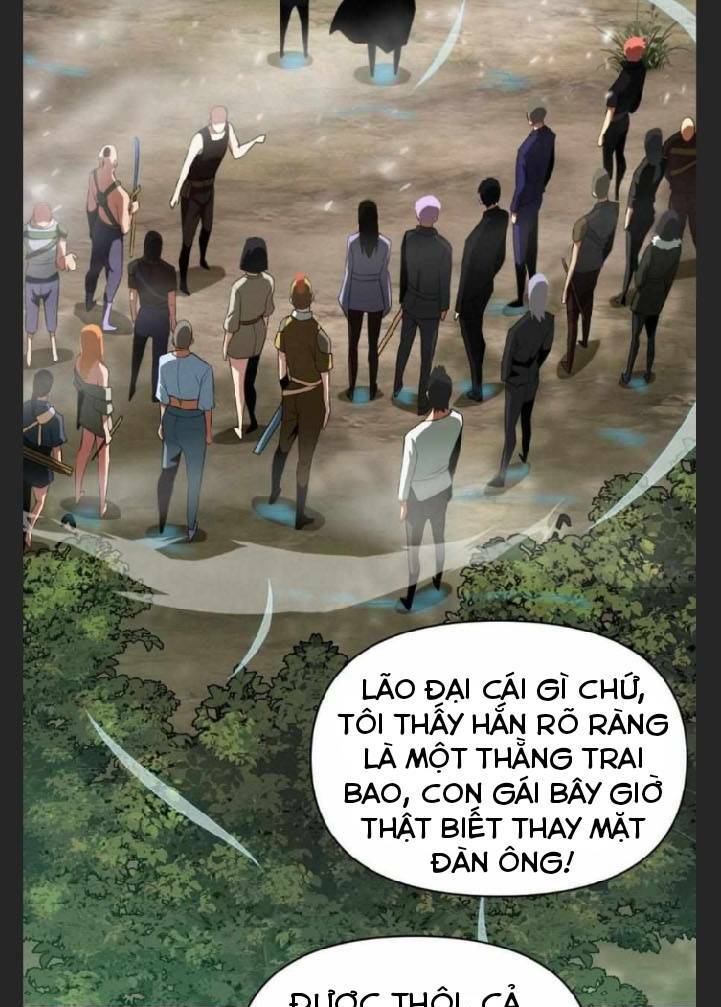 LÃO ĐẠI CÁI GÌ CHỨ,
TÔI THẤY HẮN RÕ RÀNG
LÀ MỘT THẰNG TRAI
BAO, CON GÁI BÂY GIỜ
THẬT BIẾT THAY MẶT
ĐÀN ÔNG!
ĐƯỢC THÔI, CẢ